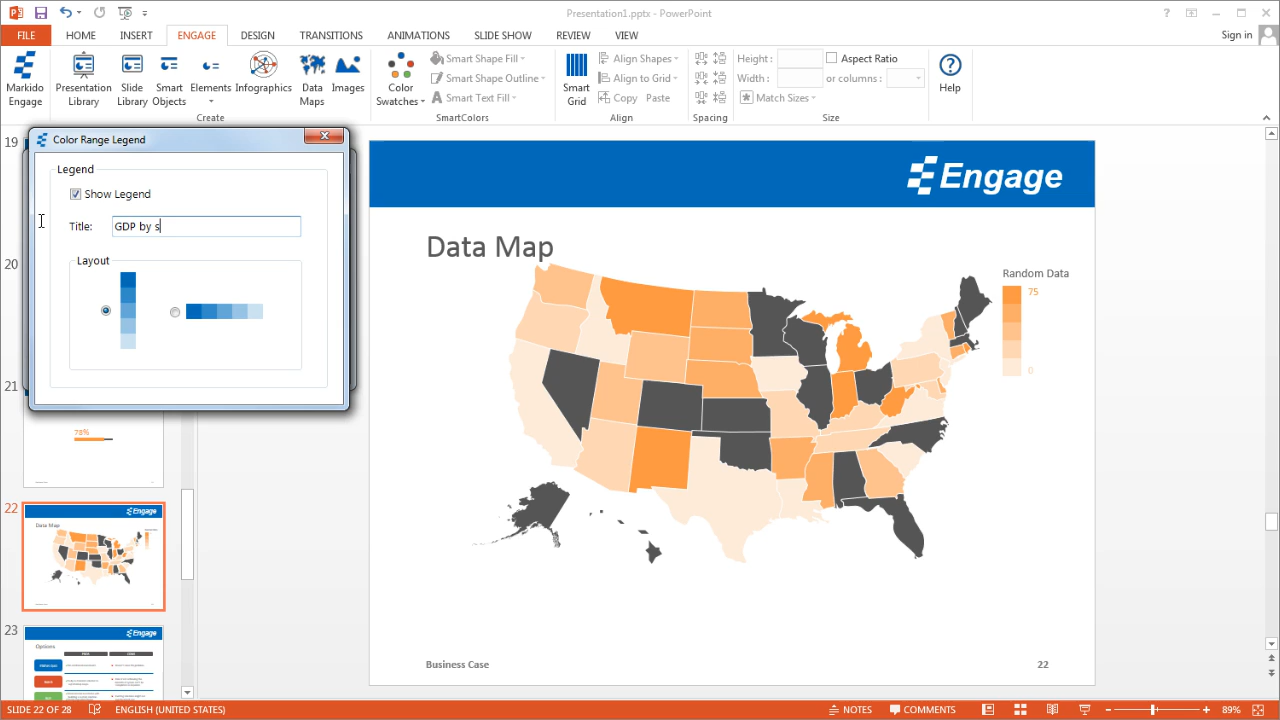 Presentation1.pptx - PowerPoint
Sign in
FILE HOME INSERT ENGAGE DESIGN TRANSITIONS ANIMATIONS SLIDE SHOW REVIEW VIEW
Markido Engage
Presentation Library
Slide Library
Smart Objects
Elements
Infographics
Data Maps
Images
Create
Color Swatches
Smart Shape Fill
Smart Shape Outline
Smart Text Fill
SmartColors
Smart Grid
Align Shapes
Align to Grid
Copy Paste
Align
Spacing
Height:
Aspect Ratio
Width:
or columns:
Match Sizes
Size
Help
Color Range Legend
Legend
Show Legend
Title: GDP by s
Layout
19
20
21
78%
22
Engage
Data Map
23
Engage
Options
Engage
Data Map
Random Data
75
0
Business Case
22
SLIDE 22 OF 28
ENGLISH (UNITED STATES)
NOTES
COMMENTS
89%